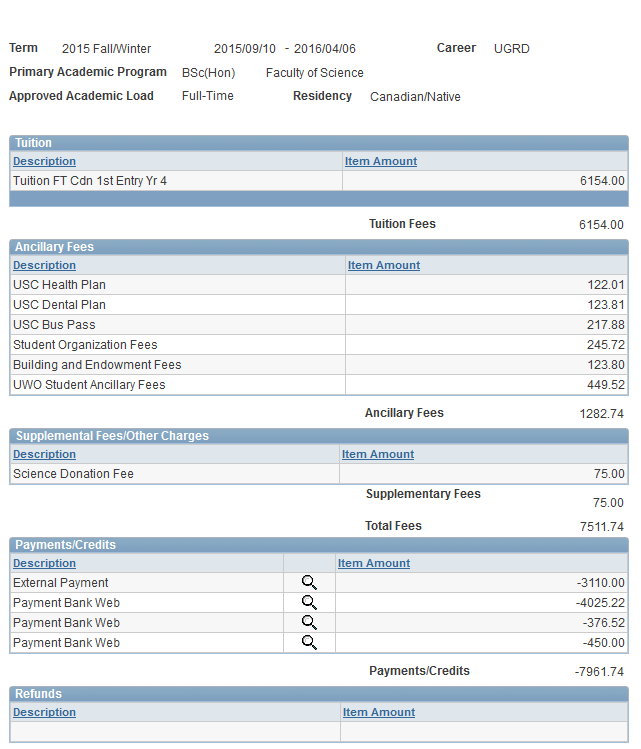 Term 2015 Fall/Winter 2015/09/10 - 2016/04/06 Career UGRD
Primary Academic Program BSc(Hon) Faculty of Science
Approved Academic Load Full-Time Residency Canadian/Native
Tuition
Description Item Amount
Tuition FT Cdn 1st Entry Yr 4 6154.00
Tuition Fees 6154.00
Ancillary Fees
Description Item Amount
USC Health Plan 122.01
USC Dental Plan 123.81
USC Bus Pass 217.88
Student Organization Fees 245.72
Building and Endowment Fees 123.80
UWO Student Ancillary Fees 449.52
Ancillary Fees 1282.74
Supplemental Fees/Other Charges
Description Item Amount
Science Donation Fee 75.00
Supplementary Fees 75.00
Total Fees 7511.74
Payments/Credits
Description Item Amount
External Payment -3110.00
Payment Bank Web -4025.22
Payment Bank Web -376.52
Payment Bank Web -450.00
Payments/Credits -7961.74
Refunds
Description Item Amount